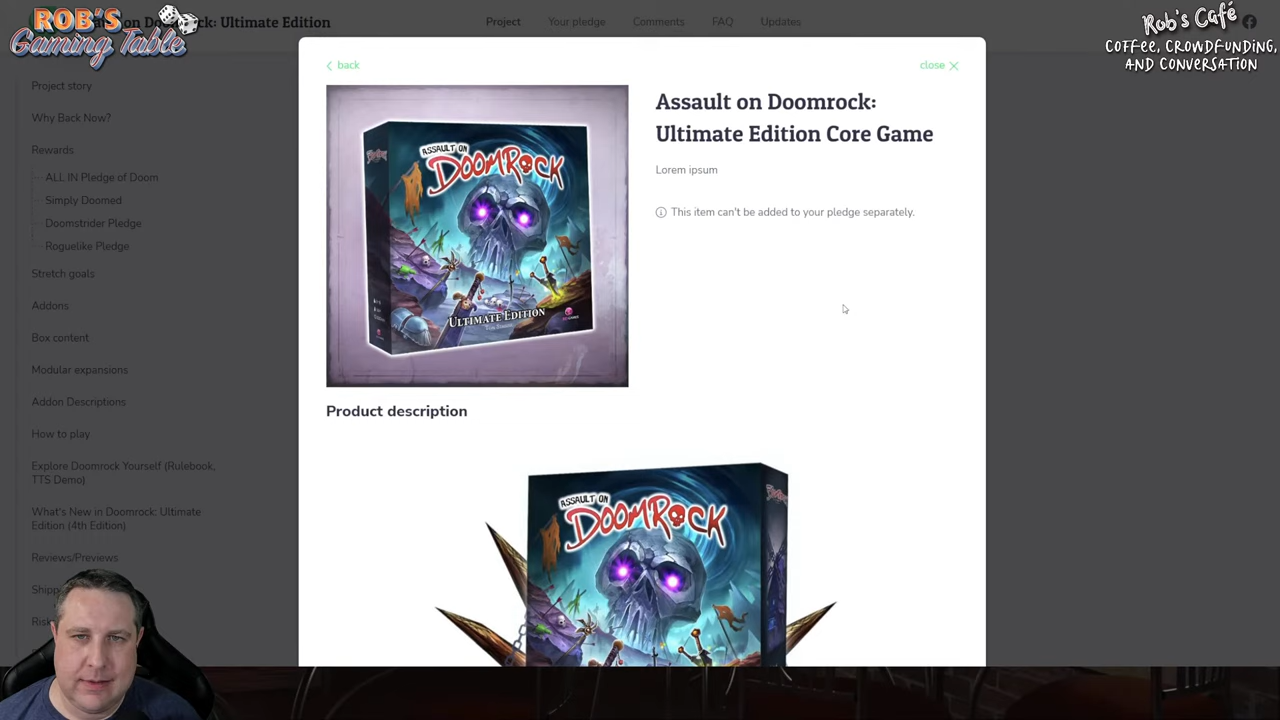 ROB'S
Gaming Table
on Doomrock: Ultimate Edition
Project
Your pledge
Comments
FAQ
Updates
Rob's Café
Coffee, Crowdfunding,
and Conversation
back
close
Project story
Why Back Now?
Rewards
ALL IN Pledge of Doom
Simply Doomed
Doomstrider Pledge
Roguelike Pledge
Stretch goals
Addons
Box content
Modular expansions
Addon Descriptions
How to play
Explore Doomrock Yourself (Rulebook,
TTS Demo)
What's New in Doomrock: Ultimate
Edition (4th Edition)
Reviews/Previews
Shipp
Risk
ASSAULT ON
DOOMROCK
ULTIMATE EDITION
Assault on Doomrock:
Ultimate Edition Core Game
Lorem ipsum
This item can't be added to your pledge separately.
Product description
ASSAULT ON
DOOMROCK